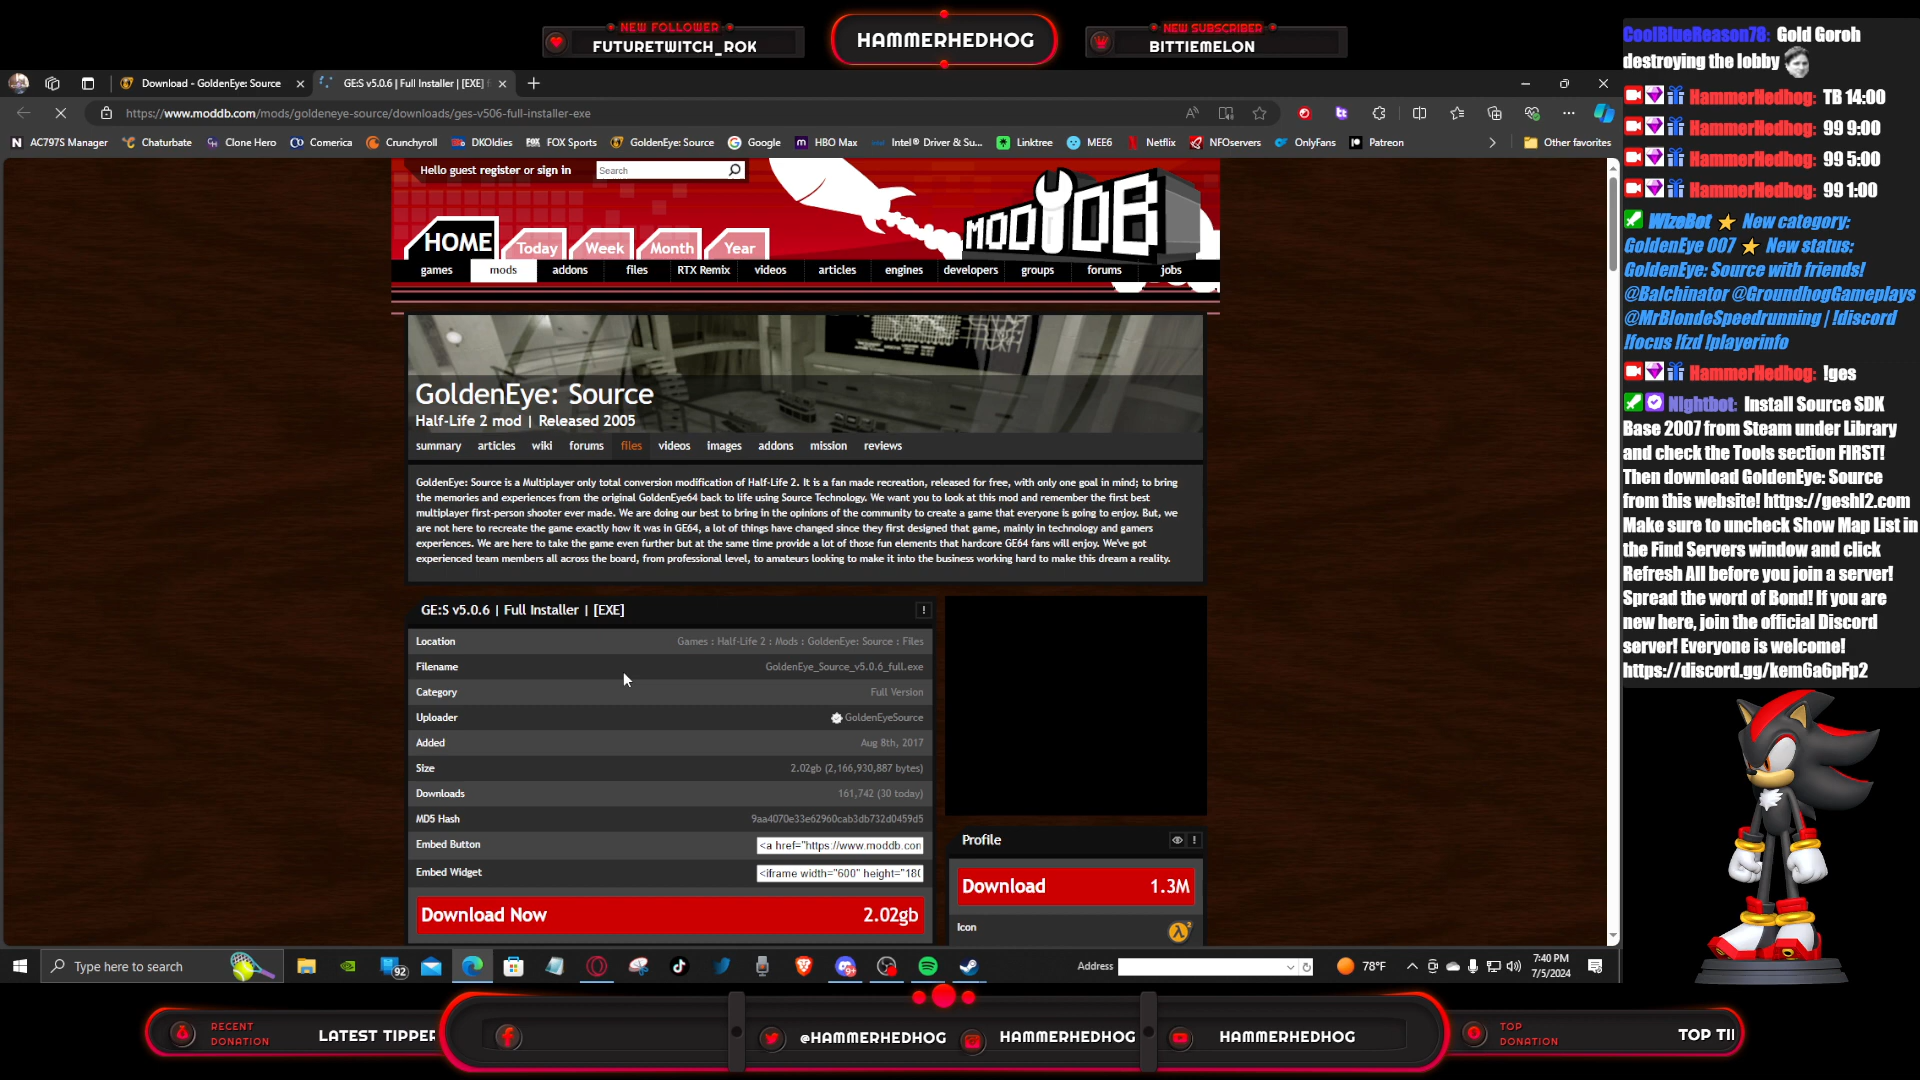 NEW FOLLOWER
FUTURETWITCH_ROK
HAMMERHEDHOG
NEW SUBSCRIBER
BITTIEMELON
Download - GoldenEye: Source
GE:S v5.0.6 | Full Installer | [EXE] f
https://www.moddb.com/mods/goldeneye-source/downloads/ges-v506-full-installer-exe
AC797S Manager
Chaturbate
Clone Hero
Comerica
Crunchyroll
DKOldies
FOX Sports
GoldenEye: Source
Google
HBO Max
Intel® Driver & Su...
Linktree
MEE6
Netflix
NFOservers
OnlyFans
Patreon
Other favorites
Hello guest register or sign in
Search
MOD DB
HOME
Today
Week
Month
Year
games
mods
addons
files
RTX Remix
videos
articles
engines
developers
groups
forums
jobs
GoldenEye: Source
Half-Life 2 mod | Released 2005
summary
articles
wiki
forums
files
videos
images
addons
mission
reviews
GoldenEye: Source is a Multiplayer only total conversion modification of Half-Life 2. It is a fan made recreation, released for free, with only one goal in mind; to bring
the memories and experiences from the original GoldenEye64 back to life using Source Technology. We want you to look at this mod and remember the first best
multiplayer first-person shooter ever made. We are doing our best to bring in the opinions of the community to create a game that everyone is going to enjoy. But, we
are not here to recreate the game exactly how it was in GE64, a lot of things have changed since they first designed that game, mainly in technology and gamers
experiences. We are here to take the game even further but at the same time provide a lot of those fun elements that hardcore GE64 fans will enjoy. We've got
experienced team members all across the board, from professional level, to amateurs looking to make it into the business working hard to make this dream a reality.
GE:S v5.0.6 | Full Installer | [EXE]
Location
Games : Half-Life 2 : Mods : GoldenEye: Source : Files
Filename
GoldenEye_Source_v5.0.6_full.exe
Category
Full Version
Uploader
GoldenEyeSource
Added
Aug 8th, 2017
Size
2.02gb (2,166,930,887 bytes)
Downloads
161,742 (30 today)
MD5 Hash
9aa4070e33e62960cab3db732d0459d5
Embed Button
<a href="https://www.moddb.con
Embed Widget
<iframe width="600" height="18(
Download Now
2.02gb
Profile
Download
1.3M
Icon
CoolBlueReason78: Gold Goroh
destroying the lobby
HammerHedhog: TB 14:00
HammerHedhog: 99 9:00
HammerHedhog: 99 5:00
HammerHedhog: 99 1:00
WizeBot ⭐ New category:
GoldenEye 007 ⭐ New status:
GoldenEye: Source with friends!
@Balchinator @GroundhogGameplays
@MrBlondeSpeedrunning | !discord
!focus !fzd !playerinfo
HammerHedhog: !ges
Nightbot: Install Source SDK
Base 2007 from Steam under Library
and check the Tools section FIRST!
Then download GoldenEye: Source
from this website! https://geshl2.com
Make sure to uncheck Show Map List in
the Find Servers window and click
Refresh All before you join a server!
Spread the word of Bond! If you are
new here, join the official Discord
server! Everyone is welcome!
https://discord.gg/kem6a6pFp2
Type here to search
92
Address
78°F
7:40 PM
7/5/2024
RECENT
DONATION
LATEST TIPPER
@HAMMERHEDHOG
HAMMERHEDHOG
HAMMERHEDHOG
TOP
DONATION
TOP TI